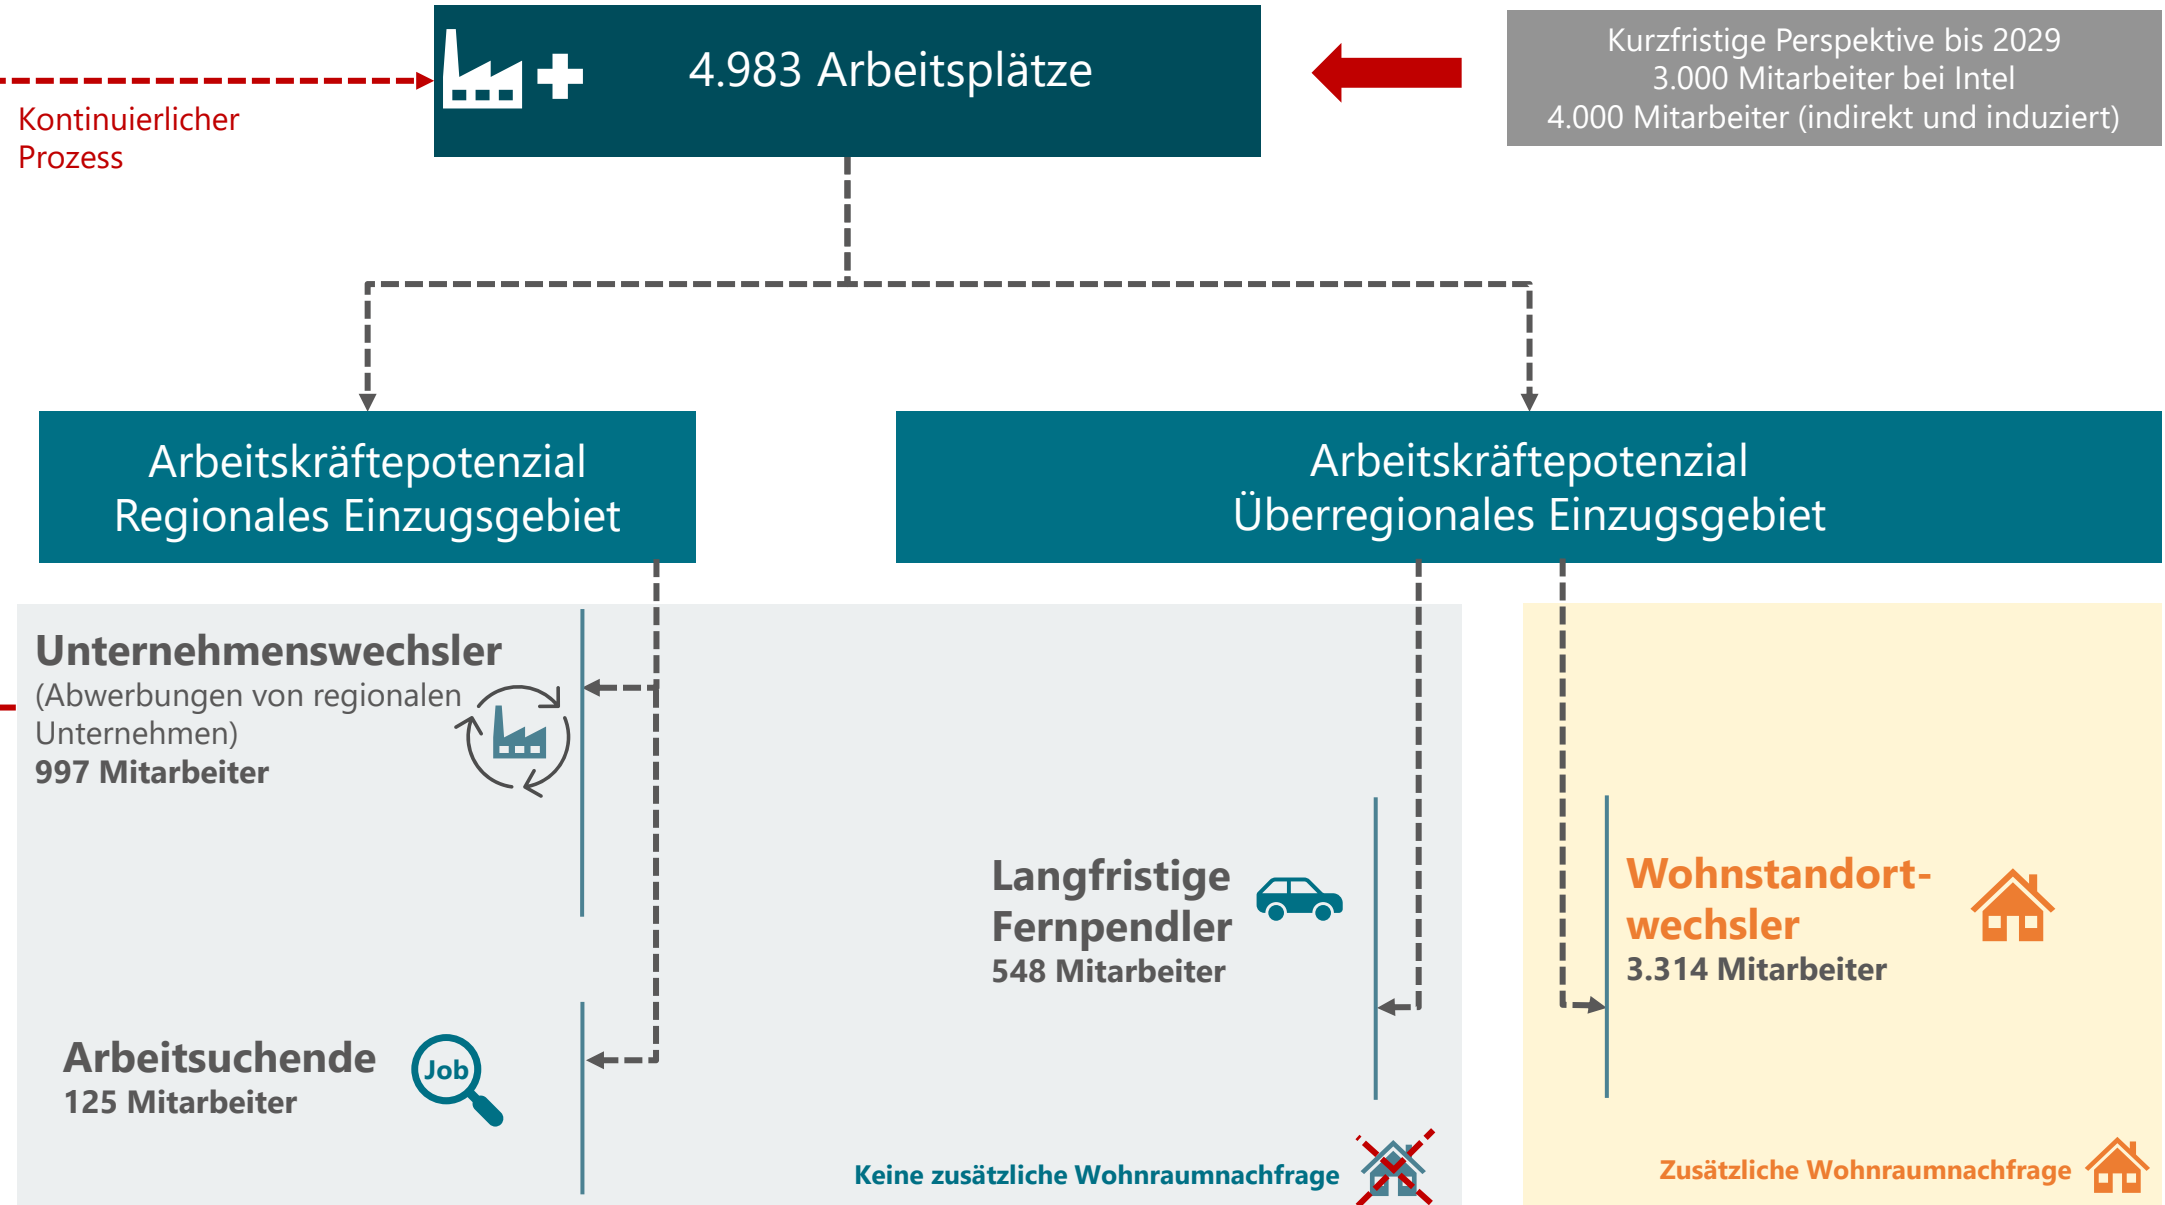 4.983 Arbeitsplätze
Kurzfristige Perspektive bis 2029
3.000 Mitarbeiter bei Intel
4.000 Mitarbeiter (indirekt und induziert)
Kontinuierlicher
Prozess
Arbeitskräftepotenzial
Regionales Einzugsgebiet
Arbeitskräftepotenzial
Überregionales Einzugsgebiet
Unternehmenswechsler
(Abwerbungen von regionalen
Unternehmen)
997 Mitarbeiter
Arbeitsuchende
125 Mitarbeiter
Job
Langfristige
Fernpendler
548 Mitarbeiter
Keine zusätzliche Wohnraumnachfrage
Wohnstandort-
wechsler
3.314 Mitarbeiter
Zusätzliche Wohnraumnachfrage